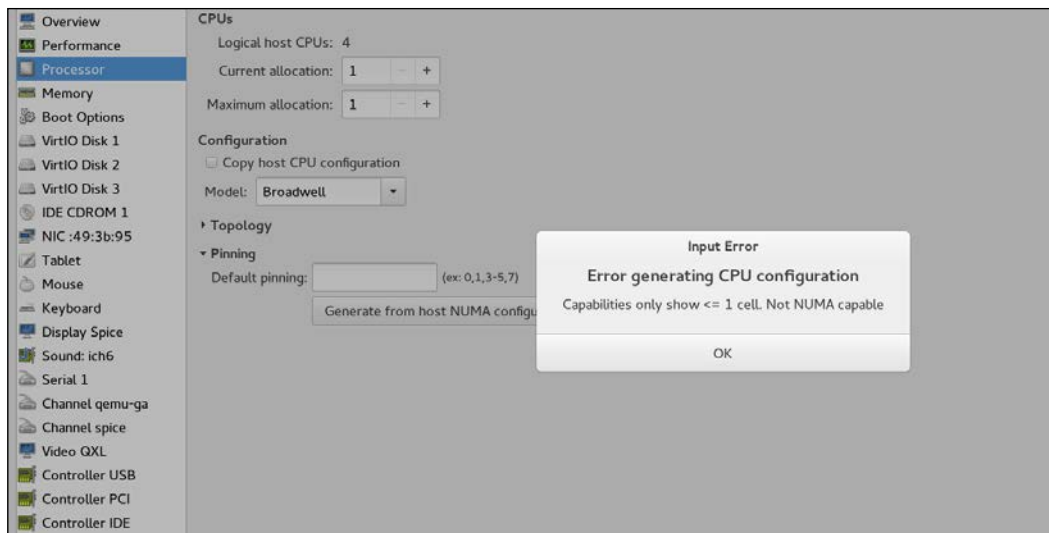 Overview
Performance
Processor
Memory
Boot Options
VirtIO Disk 1
VirtIO Disk 2
VirtIO Disk 3
IDE CDROM 1
NIC :49:3b:95
Tablet
Mouse
Keyboard
Display Spice
Sound: ich6
Serial 1
Channel qemu-ga
Channel spice
Video QXL
Controller USB
Controller PCI
Controller IDE
CPUs
Logical host CPUs: 4
Current allocation: 1 - +
Maximum allocation: 1 - +
Configuration
Copy host CPU configuration
Model: Broadwell
Topology
Pinning
Default pinning: (ex: 0,1,3-5,7)
Generate from host NUMA configu
Input Error
Error generating CPU configuration
Capabilities only show <= 1 cell. Not NUMA capable
OK